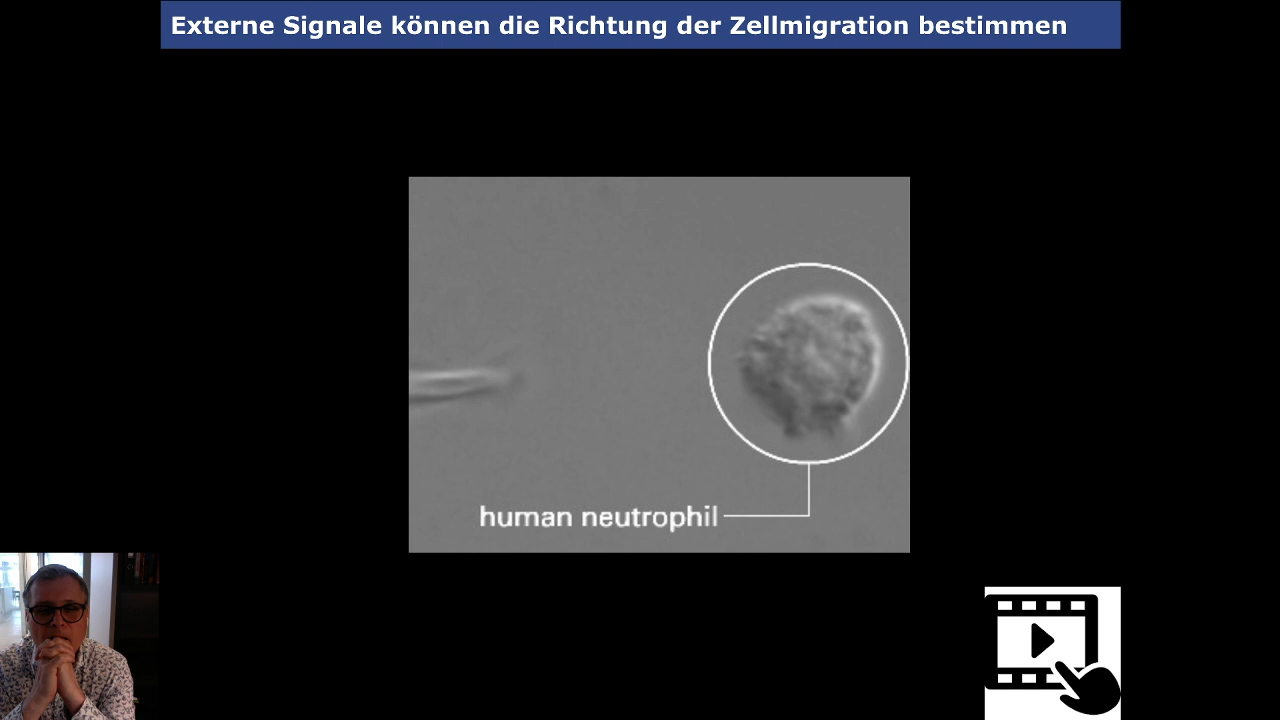 Externe Signale können die Richtung der Zellmigration bestimmen
human neutrophil